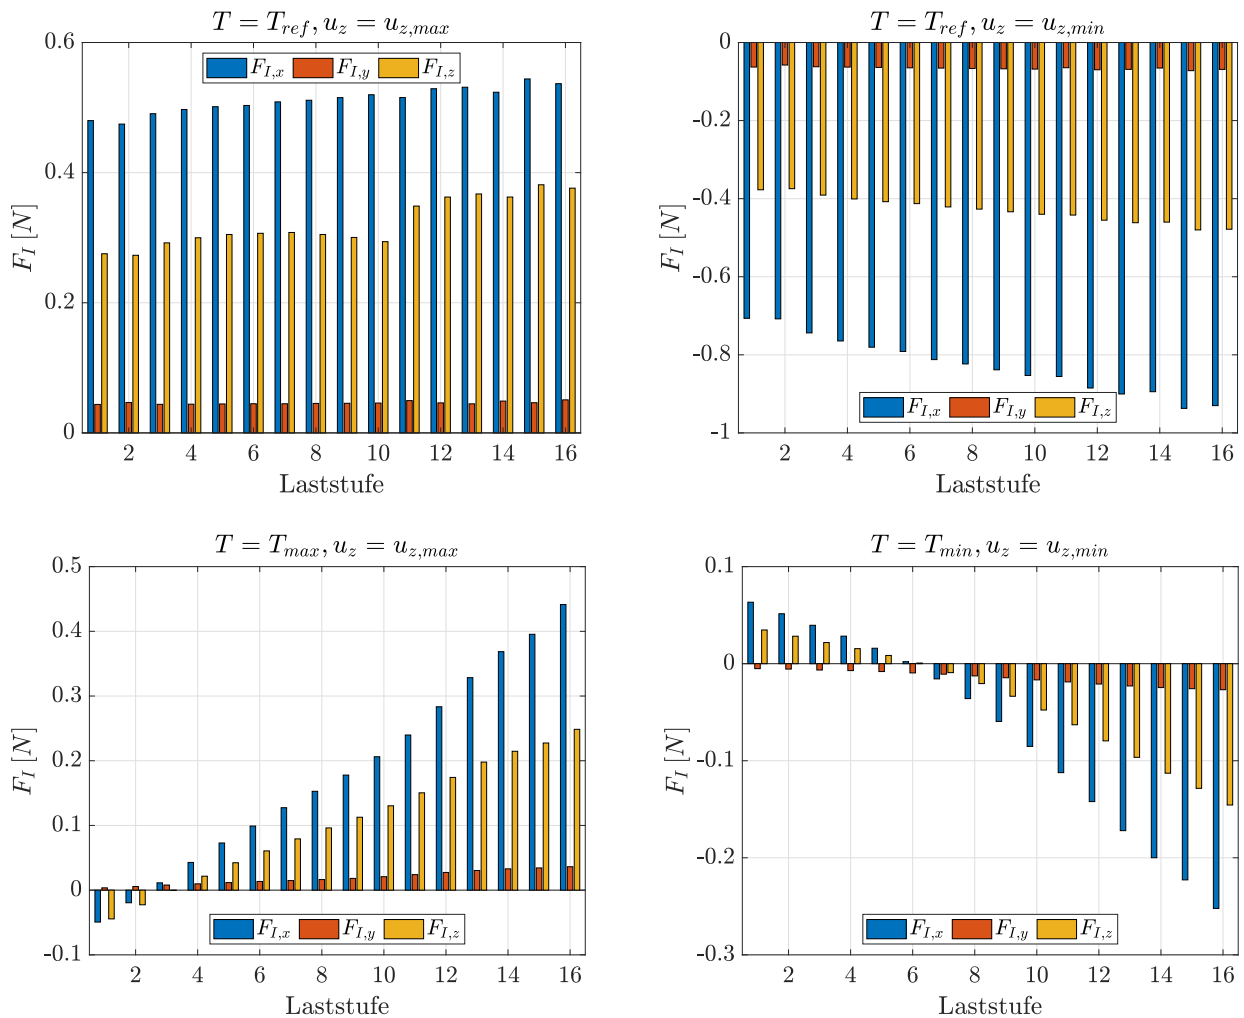 T = T_ref, u_z = u_z,max
0.6
0.4
0.2
0
F_I [N]
F_I,x F_I,y F_I,z
2 4 6 8 10 12 14 16
Laststufe
T = T_ref, u_z = u_z,min
0
-0.2
-0.4
-0.6
-0.8
-1
F_I [N]
F_I,x F_I,y F_I,z
2 4 6 8 10 12 14 16
Laststufe
T = T_max, u_z = u_z,max
0.5
0.4
0.3
0.2
0.1
0
-0.1
F_I [N]
F_I,x F_I,y F_I,z
2 4 6 8 10 12 14 16
Laststufe
T = T_min, u_z = u_z,min
0.1
0
-0.1
-0.2
-0.3
F_I [N]
F_I,x F_I,y F_I,z
2 4 6 8 10 12 14 16
Laststufe